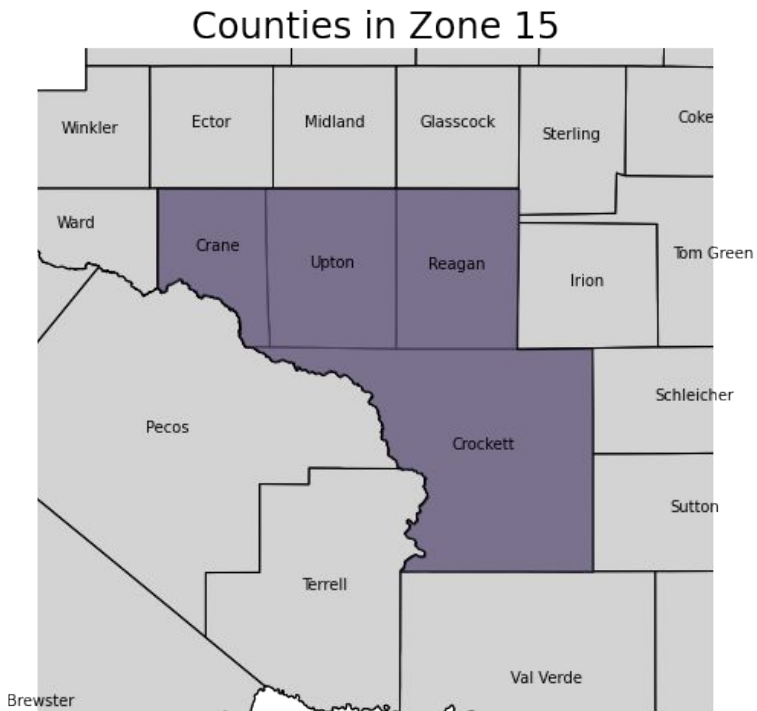 Counties in Zone 15
Winkler
Ector
Midland
Glasscock
Sterling
Coke
Ward
Crane
Upton
Reagan
Irion
Tom Green
Pecos
Crockett
Schleicher
Sutton
Terrell
Val Verde
Brewster